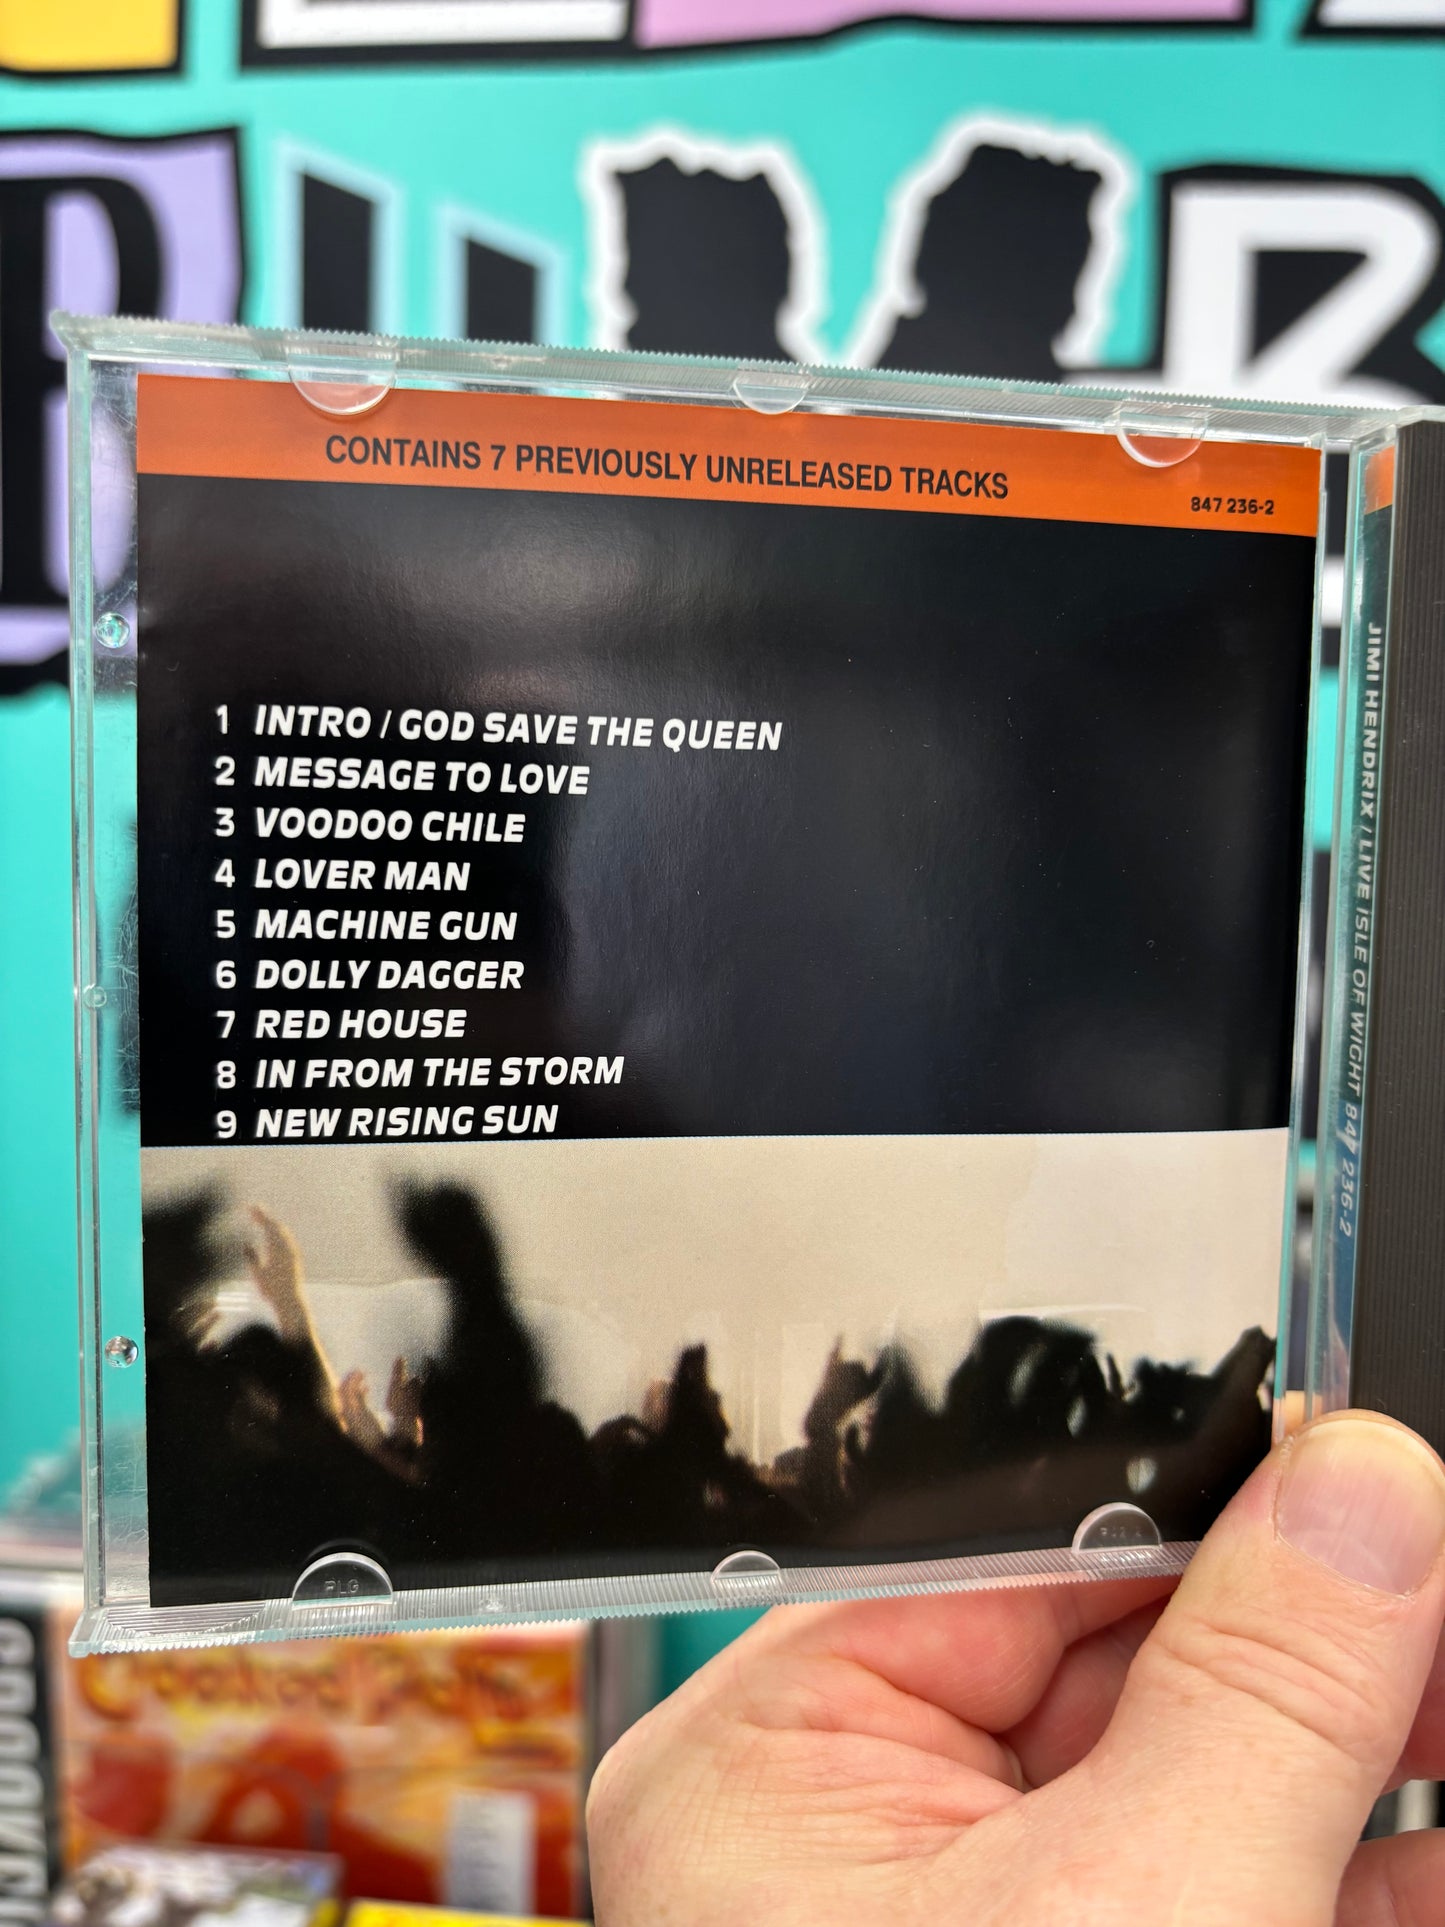 CONTAINS 7 PREVIOUSLY UNRELEASED TRACKS
847 236-2
1 INTRO / GOD SAVE THE QUEEN
2 MESSAGE TO LOVE
3 VOODOO CHILE
4 LOVER MAN
5 MACHINE GUN
6 DOLLY DAGGER
7 RED HOUSE
8 IN FROM THE STORM
9 NEW RISING SUN
JIMI HENDRIX / LIVE ISLE OF WIGHT 847 236-2
PLG